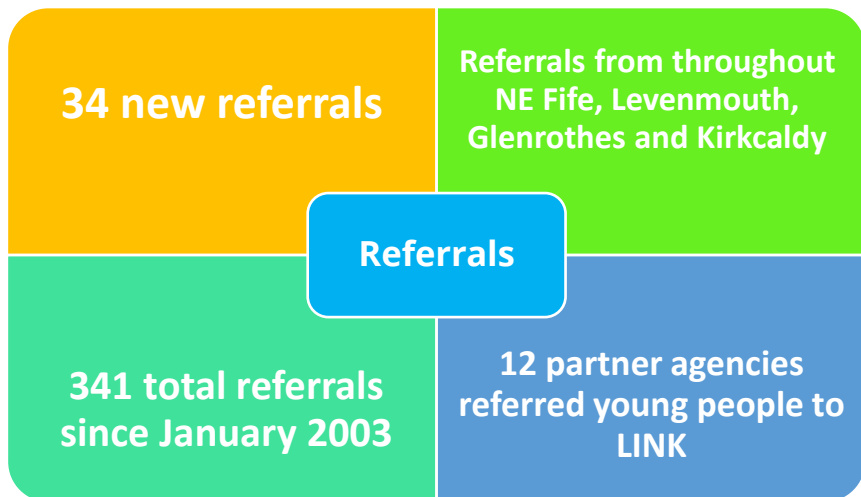 34 new referrals
Referrals from throughout
NE Fife, Levenmouth,
Glenrothes and Kirkcaldy
Referrals
341 total referrals
since January 2003
12 partner agencies
referred young people to
LINK